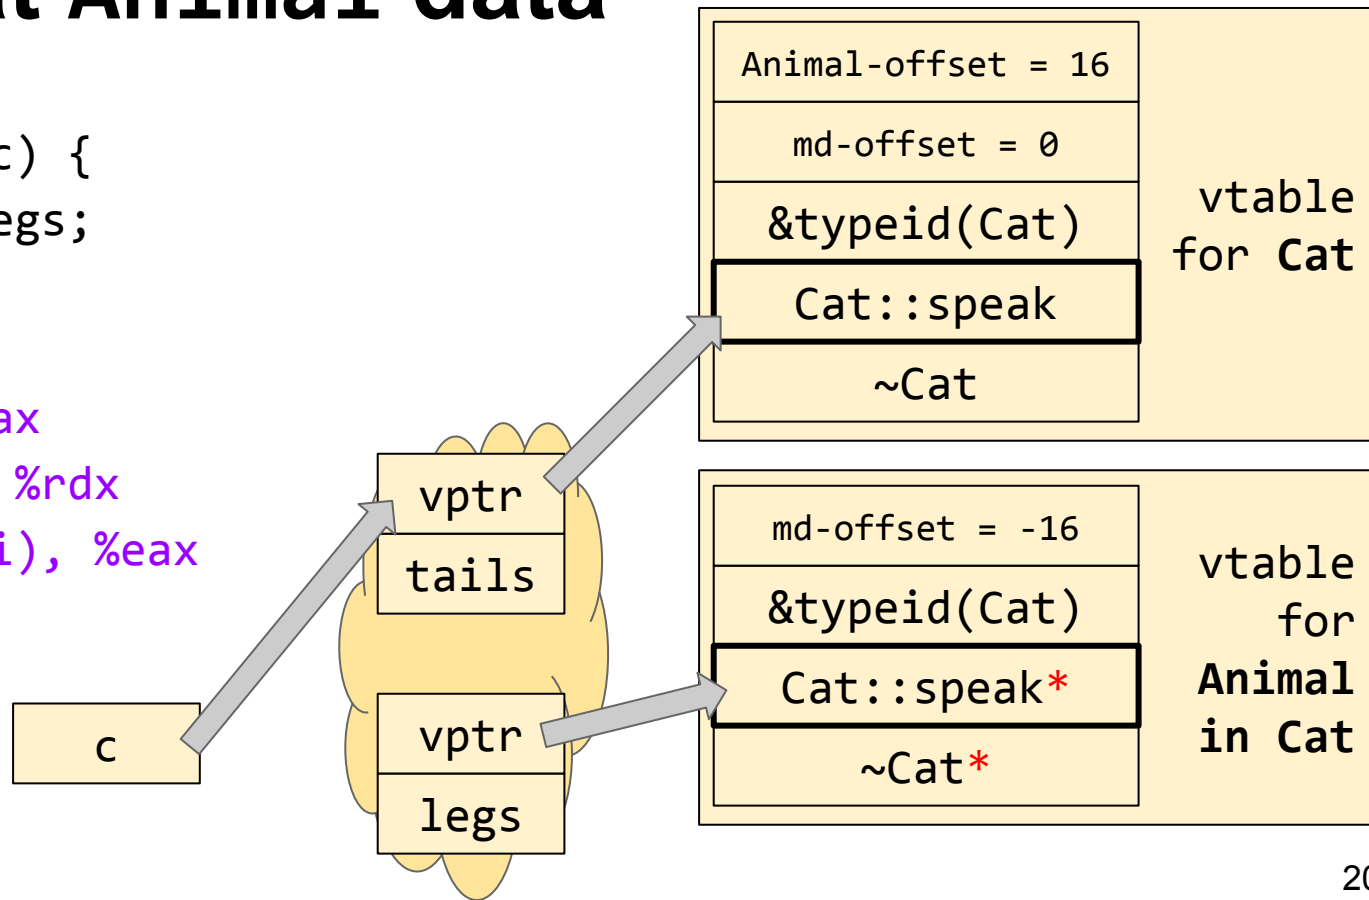 Animal data
c) {
egs;
ax
%rdx
i), %eax
c
vptr
tails
vptr
legs
Animal-offset = 16
md-offset = 0
&typeid(Cat)
Cat::speak
~Cat
vtable
for Cat
md-offset = -16
&typeid(Cat)
Cat::speak*
~Cat*
vtable
for
Animal
in Cat